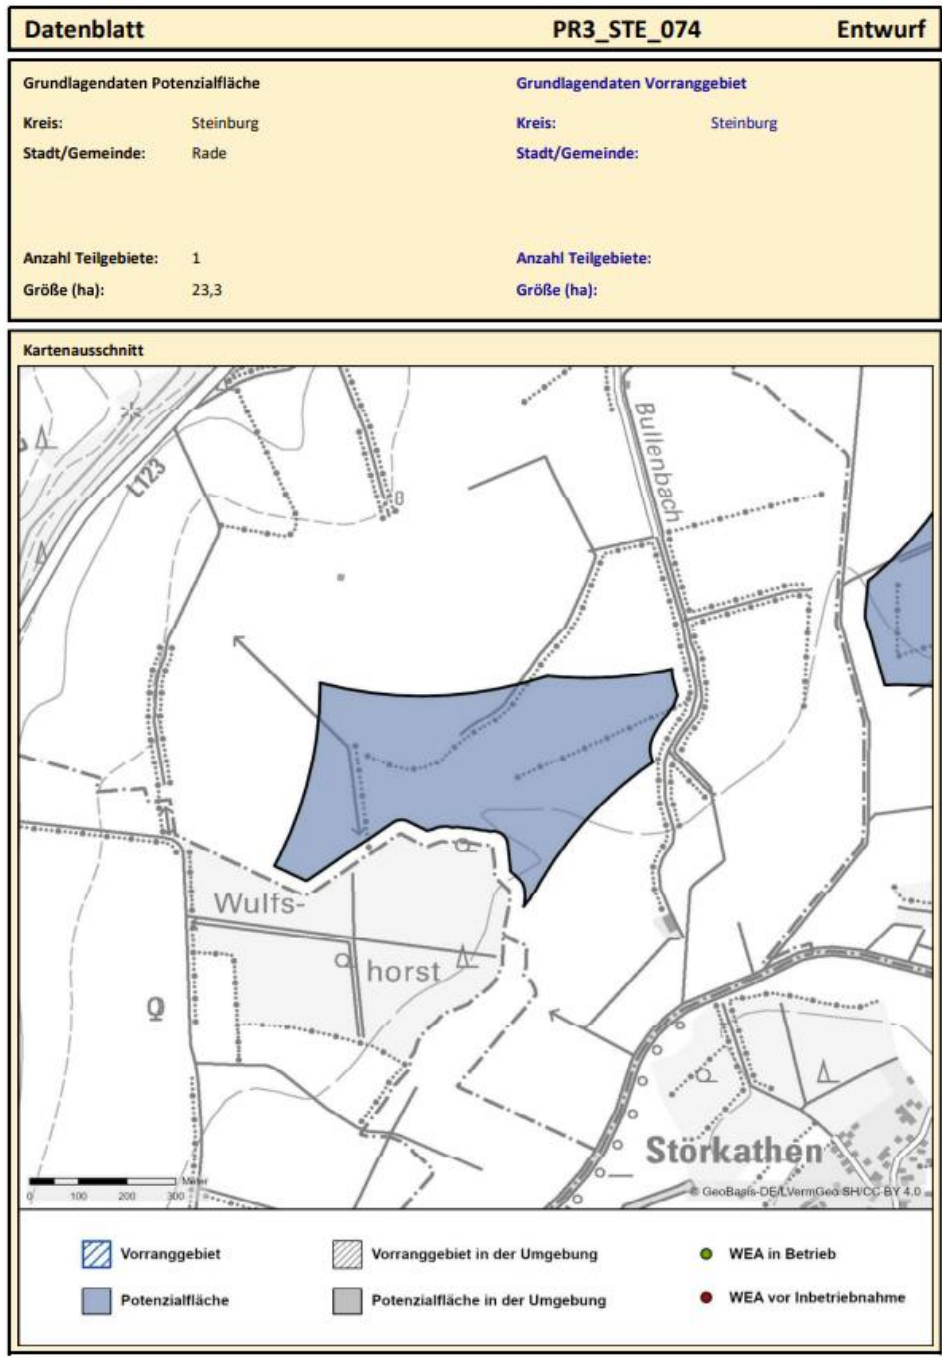 Datenblatt PR3_STE_074 Entwurf
Grundlagendaten Potenzialfläche Grundlagendaten Vorranggebiet
Kreis: Steinburg Kreis: Steinburg
Stadt/Gemeinde: Rade Stadt/Gemeinde:
Anzahl Teilgebiete: 1 Anzahl Teilgebiete:
Größe (ha): 23,3 Größe (ha):
Kartenausschnitt
L123
8
Bullenbach
Wulfs-
horst
Störkathen
0 100 200 300 Meter
© GeoBasis-DE/LVermGeo SH/CC BY 4.0
Vorranggebiet Vorranggebiet in der Umgebung WEA in Betrieb
Potenzialfläche Potenzialfläche in der Umgebung WEA vor Inbetriebnahme